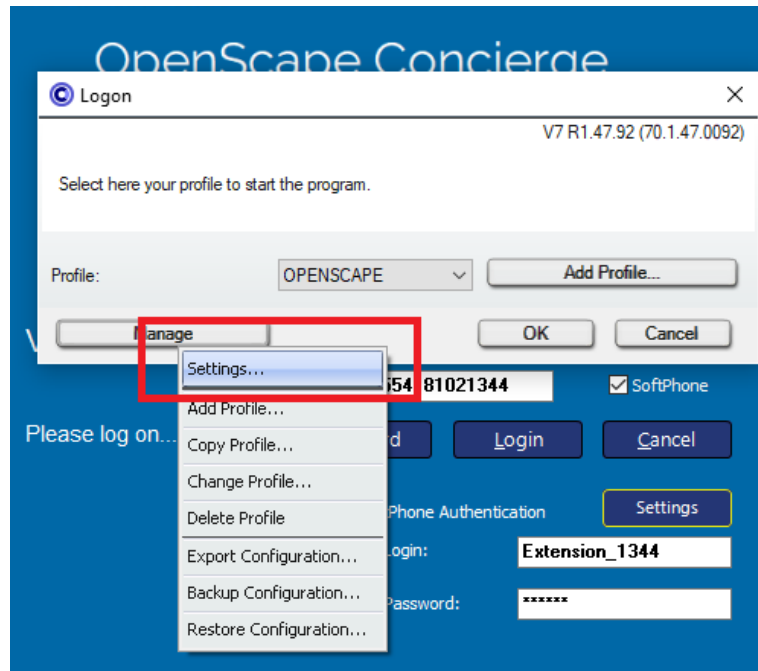 OpenScape Concierge
Logon
V7 R1.47.92 (70.1.47.0092)
Select here your profile to start the program.
Profile:
OPENSCAPE
Add Profile...
Manage
OK
Cancel
Settings...
Add Profile...
Copy Profile...
Change Profile...
Delete Profile
Export Configuration...
Backup Configuration...
Restore Configuration...
81021344
SoftPhone
Please log on...
Login
Cancel
Phone Authentication
Settings
Login:
Extension_1344
Password:
******